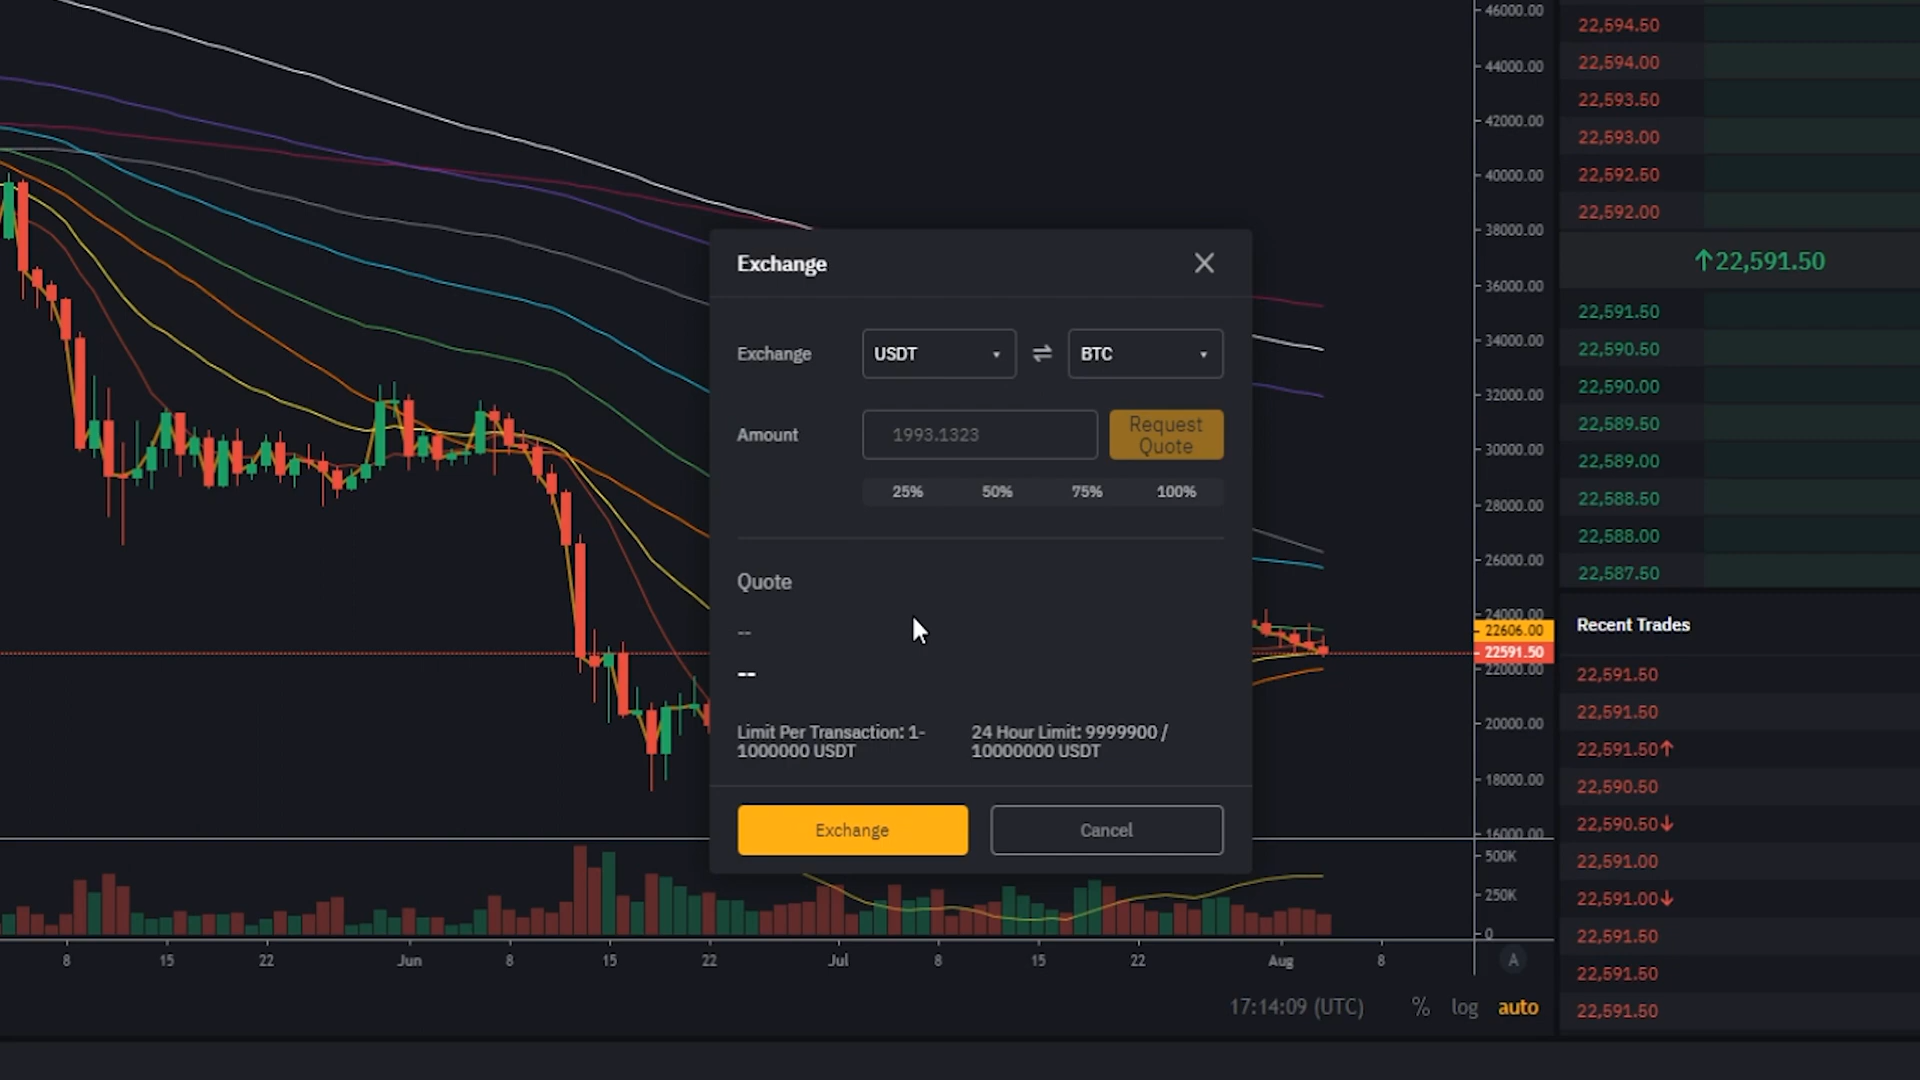 46000.00
44000.00
42000.00
40000.00
38000.00
36000.00
34000.00
32000.00
30000.00
28000.00
26000.00
24000.00
22606.00
22591.50
22000.00
20000.00
18000.00
16000.00
500K
250K
0
8 15 22 Jun 8 15 22 Jul 8 15 22 Aug 8 A
17:14:09 (UTC) % log auto
Exchange
Exchange USDT BTC
Amount 1993.1323 Request
Quote
25% 50% 75% 100%
Quote
--
--
Limit Per Transaction: 1-
1000000 USDT
24 Hour Limit: 9999900 /
10000000 USDT
Exchange Cancel
22,594.50
22,594.00
22,593.50
22,593.00
22,592.50
22,592.00
↑22,591.50
22,591.50
22,590.50
22,590.00
22,589.50
22,589.00
22,588.50
22,588.00
22,587.50
Recent Trades
22,591.50
22,591.50
22,591.50↑
22,590.50
22,590.50↓
22,591.00
22,591.00↓
22,591.50
22,591.50
22,591.50